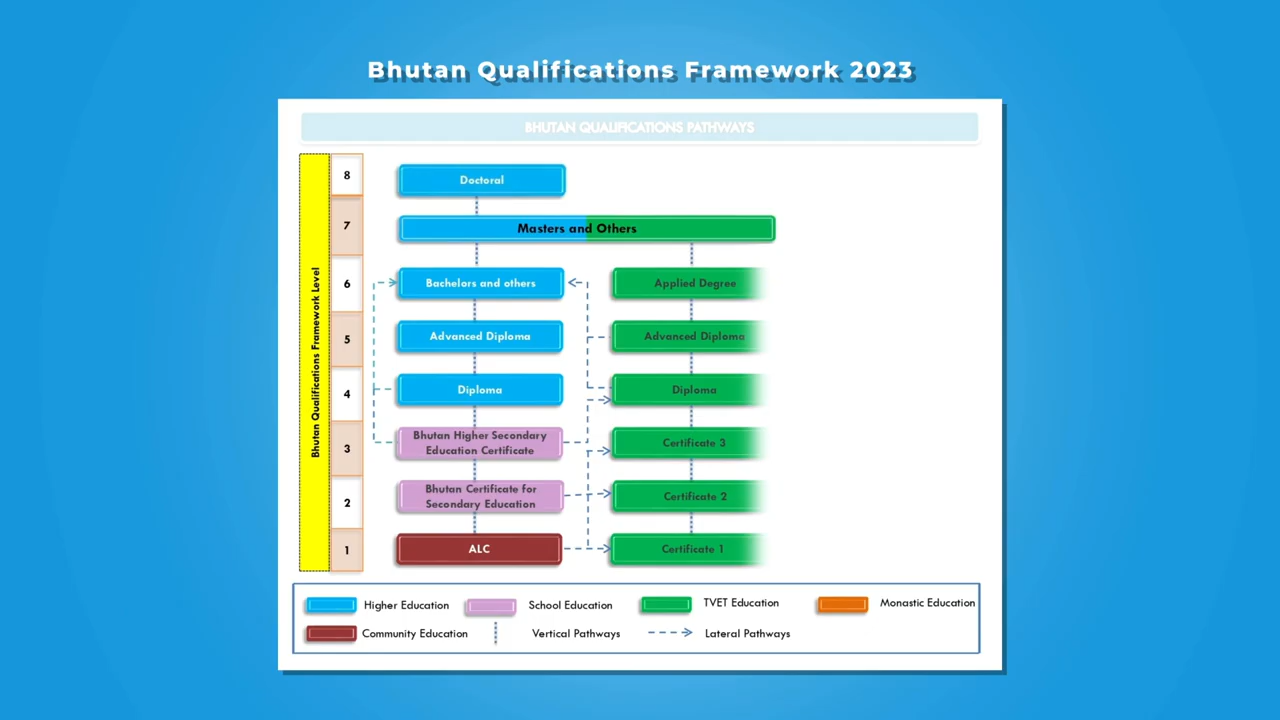 Bhutan Qualifications Framework 2023
BHUTAN QUALIFICATIONS PATHWAYS
Bhutan Qualifications Framework Level
8
Doctoral
7
Masters and Others
6
Bachelors and others
Applied Degree
5
Advanced Diploma
Advanced Diploma
4
Diploma
Diploma
3
Bhutan Higher Secondary
Education Certificate
Certificate 3
2
Bhutan Certificate for
Secondary Education
Certificate 2
1
ALC
Certificate 1
Higher Education
School Education
TVET Education
Monastic Education
Community Education
Vertical Pathways
Lateral Pathways